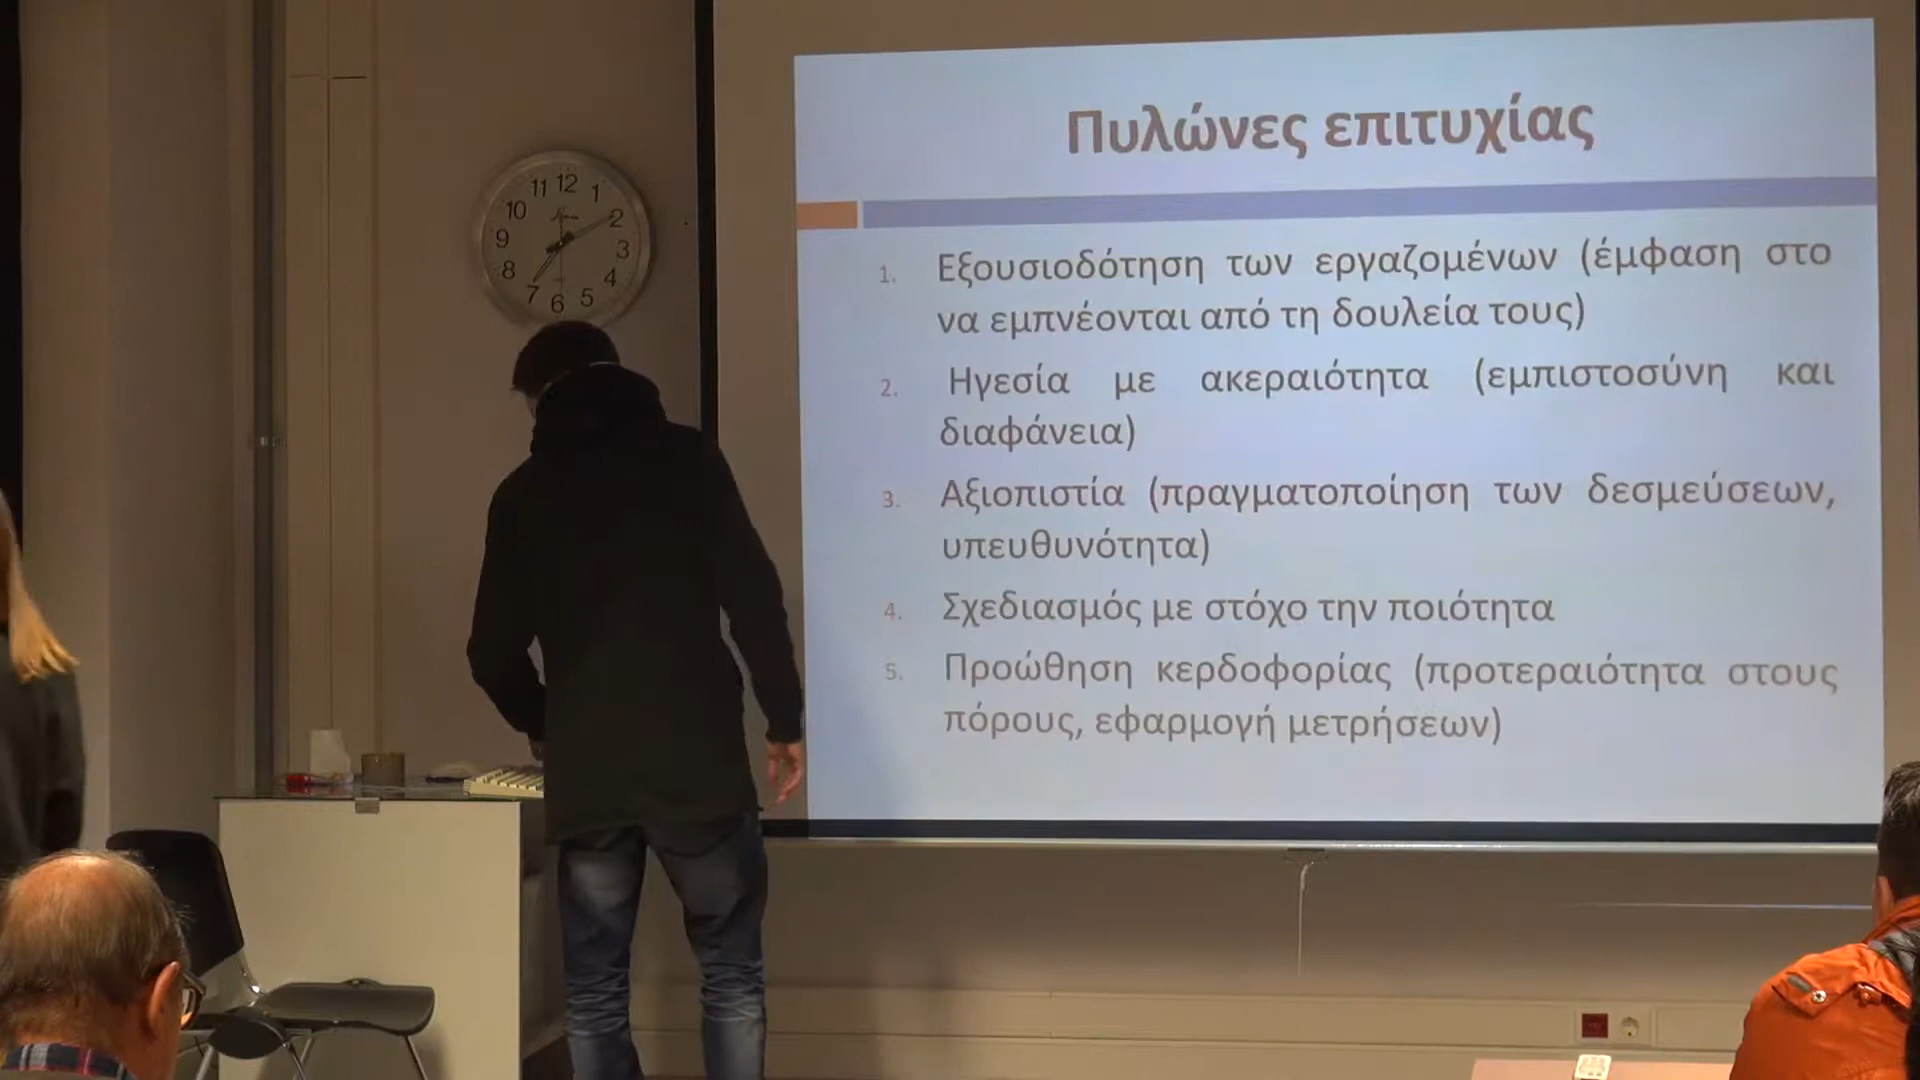 Πυλώνες επιτυχίας
1. Εξουσιοδότηση των εργαζομένων (έμφαση στο
να εμπνέονται από τη δουλεία τους)
2. Ηγεσία με ακεραιότητα (εμπιστοσύνη και
διαφάνεια)
3. Αξιοπιστία (πραγματοποίηση των δεσμεύσεων,
υπευθυνότητα)
4. Σχεδιασμός με στόχο την ποιότητα
5. Προώθηση κερδοφορίας (προτεραιότητα στους
πόρους, εφαρμογή μετρήσεων)
12
1
2
3
4
5
6
7
8
9
10
11